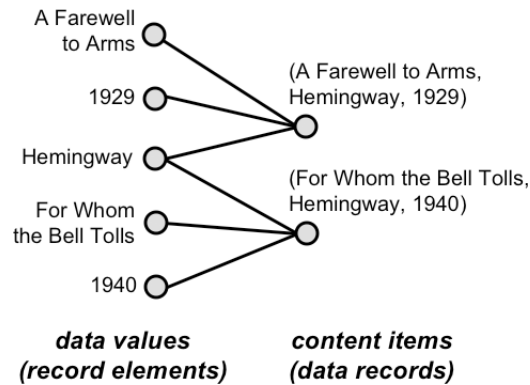 A Farewell
to Arms
1929
Hemingway
For Whom
the Bell Tolls
1940
(A Farewell to Arms,
Hemingway, 1929)
(For Whom the Bell Tolls,
Hemingway, 1940)
data values
(record elements)
content items
(data records)